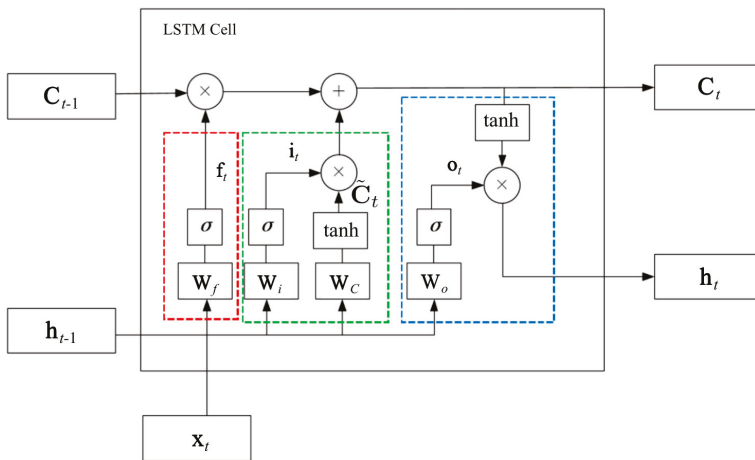 LSTM Cell
C_{t-1}
×
+
C_t
tanh
i_t
o_t
f_t
×
×
C̃_t
σ
σ
tanh
σ
W_f
W_i
W_C
W_o
h_t
h_{t-1}
x_t